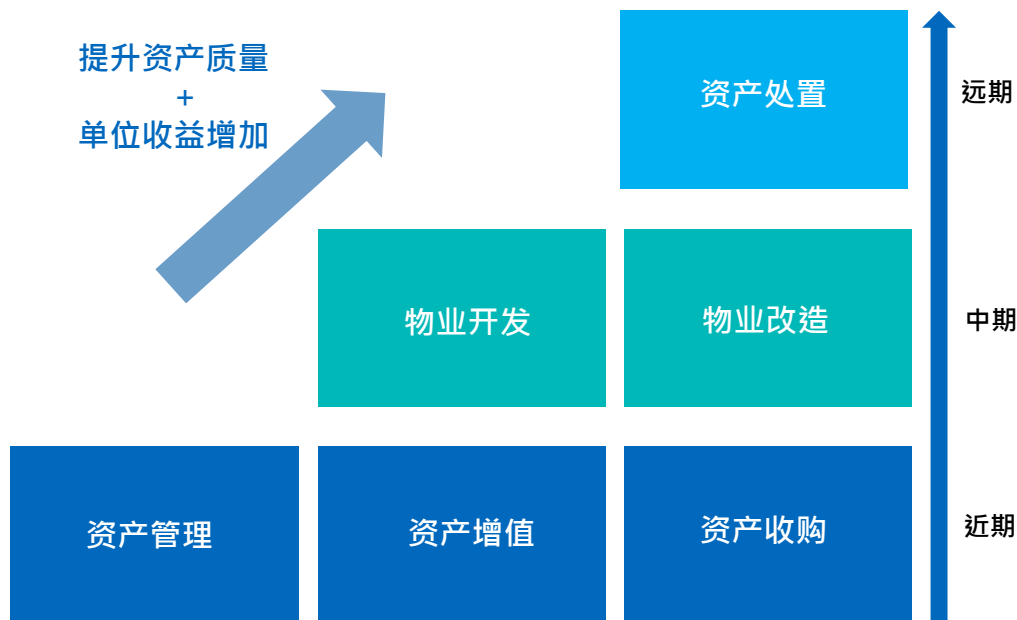 提升资产质量
+
单位收益增加
资产处置
远期
物业开发
物业改造
中期
资产管理
资产增值
资产收购
近期